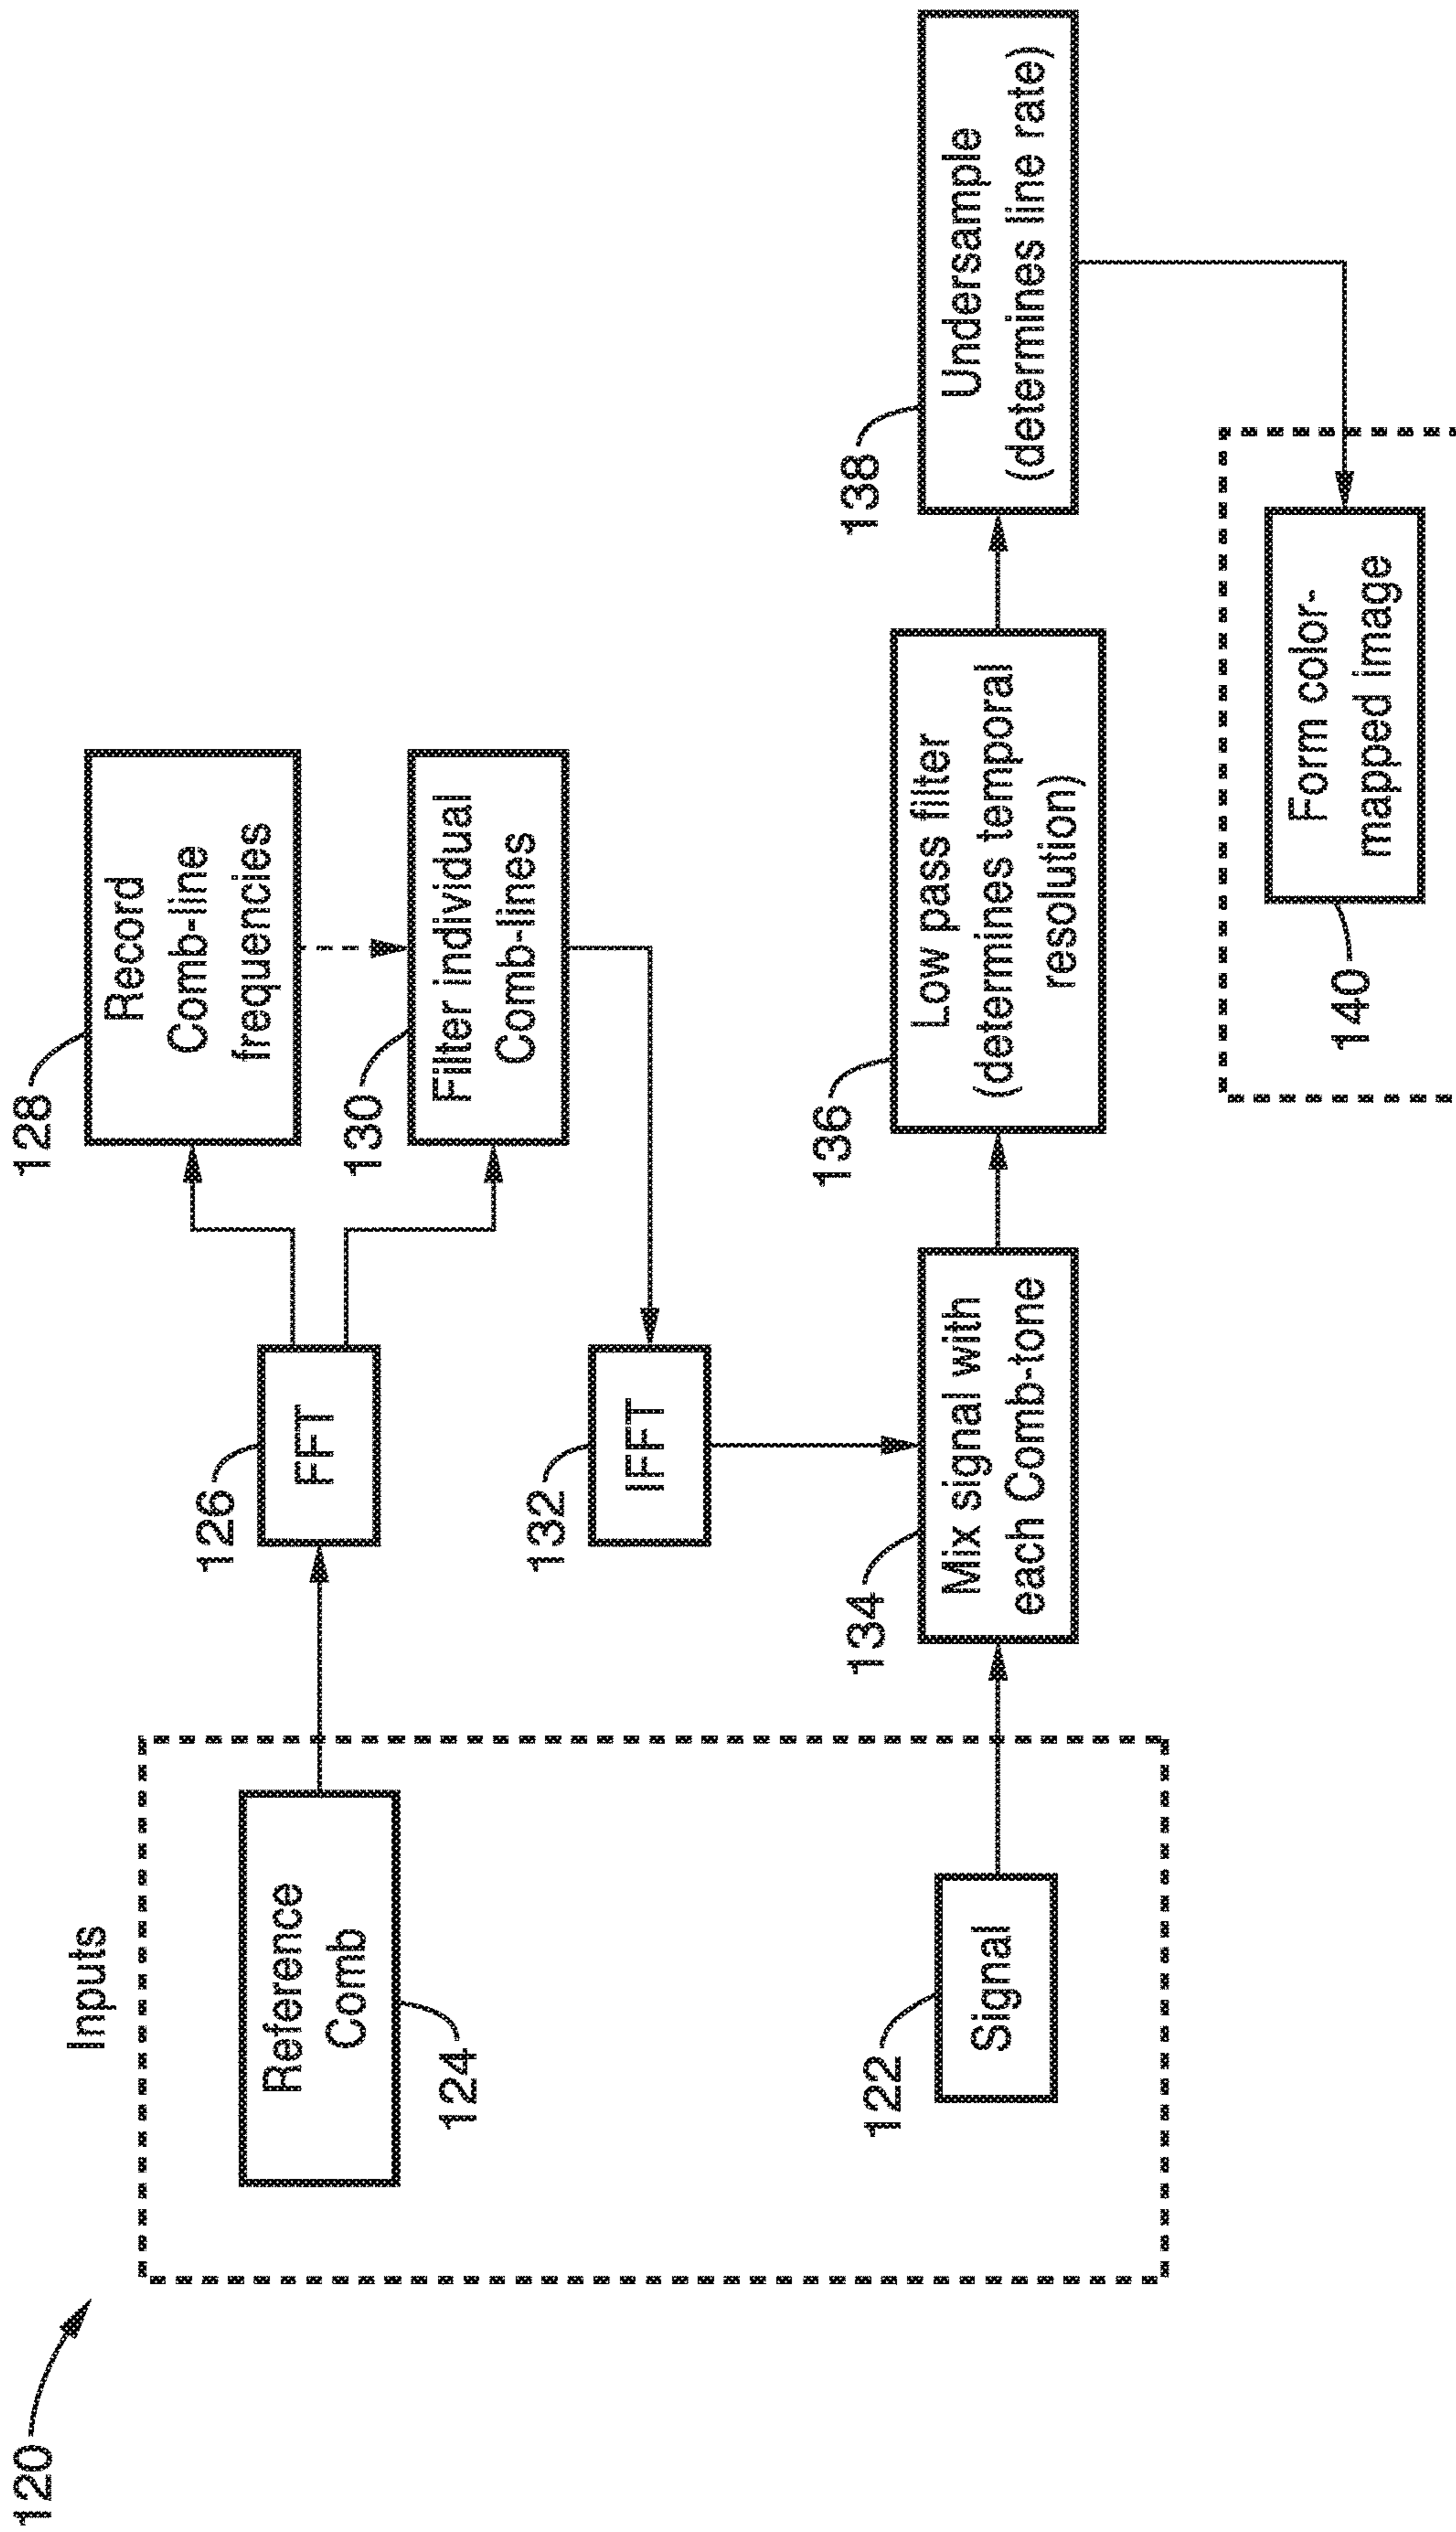 120
Inputs
Reference
Comb
124
122
Signal
126
FFT
128
Record
Comb-line
frequencies
130
Filter individual
Comb-lines
132
IFFT
134
Mix signal with
each Comb-tone
136
Low pass filter
(determines temporal
resolution)
138
Undersample
(determines line rate)
Form color-
mapped image
140